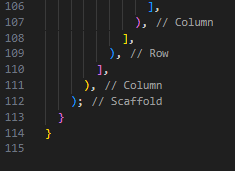 106 ],
107 ), // Column
108 ],
109 ), // Row
110 ],
111 ), // Column
112 ); // Scaffold
113 }
114 }
115